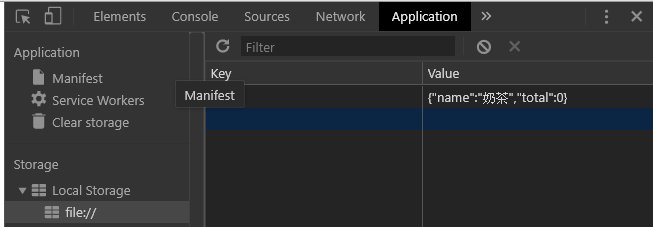 Elements Console Sources Network Application »
Application
Filter
Manifest
Service Workers
Clear storage
Storage
Local Storage
file://
Key Value
Manifest
{"name":"奶茶","total":0}